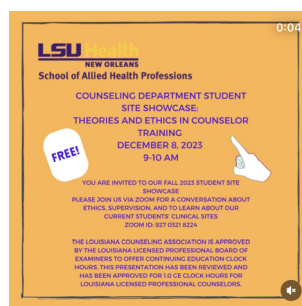 0:04
LSU Health
NEW ORLEANS
School of Allied Health Professions
COUNSELING DEPARTMENT STUDENT
SITE SHOWCASE:
THEORIES AND ETHICS IN COUNSELOR
TRAINING
DECEMBER 8, 2023
9-10 AM
FREE!
YOU ARE INVITED TO OUR FALL 2023 STUDENT SITE
SHOWCASE
PLEASE JOIN US VIA ZOOM FOR A CONVERSATION ABOUT
ETHICS, SUPERVISION, AND TO LEARN ABOUT OUR
CURRENT STUDENTS' CLINICAL SITES
ZOOM ID: 927 0321 8224
THE LOUISIANA COUNSELING ASSOCIATION IS APPROVED
BY THE LOUISIANA LICENSED PROFESSIONAL BOARD OF
EXAMINERS TO OFFER CONTINUING EDUCATION CLOCK
HOURS. THIS PRESENTATION HAS BEEN REVIEWED AND
HAS BEEN APPROVED FOR 1.0 CE CLOCK HOURS FOR
LOUISIANA LICENSED PROFESSIONAL COUNSELORS.